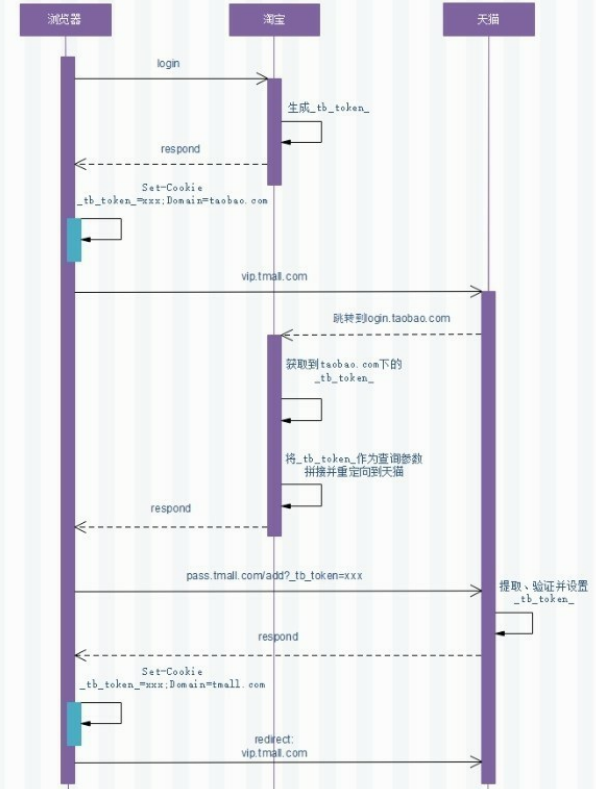 浏览器
淘宝
天猫
login
生成_tb_token_
respond
Set-Cookie
_tb_token_=xxx;Domain=taobao.com
vip.tmall.com
跳转到login.taobao.com
获取到taobao.com下的
_tb_token_
将_tb_token_作为查询参数
拼接并重定向到天猫
respond
pass.tmall.com/add?_tb_token=xxx
提取、验证并设置
_tb_token_
respond
Set-Cookie
_tb_token_=xxx;Domain=tmall.com
redirect:
vip.tmall.com